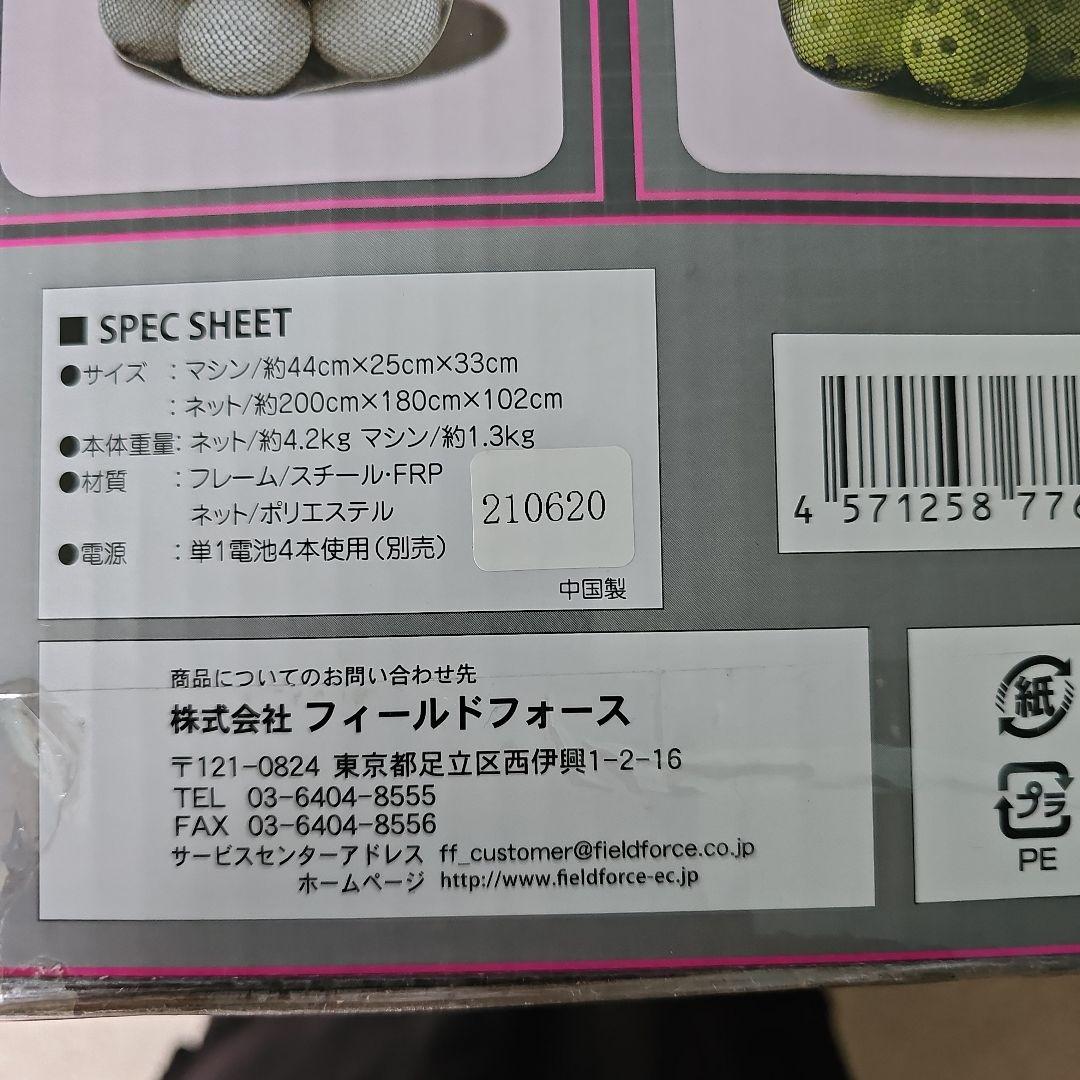 ■ SPEC SHEET
●サイズ ：マシン/約44cm×25cm×33cm
：ネット/約200cm×180cm×102cm
●本体重量：ネット/約4.2kg マシン/約1.3kg
●材質 ：フレーム/スチール・FRP
ネット/ポリエステル
●電源 ：単1電池4本使用（別売）
210620
中国製
4 571258 776
商品についてのお問い合わせ先
株式会社 フィールドフォース
〒121-0824 東京都足立区西伊興1-2-16
TEL 03-6404-8555
FAX 03-6404-8556
サービスセンターアドレス ff_customer@fieldforce.co.jp
ホームページ http://www.fieldforce-ec.jp
紙
プラ
PE